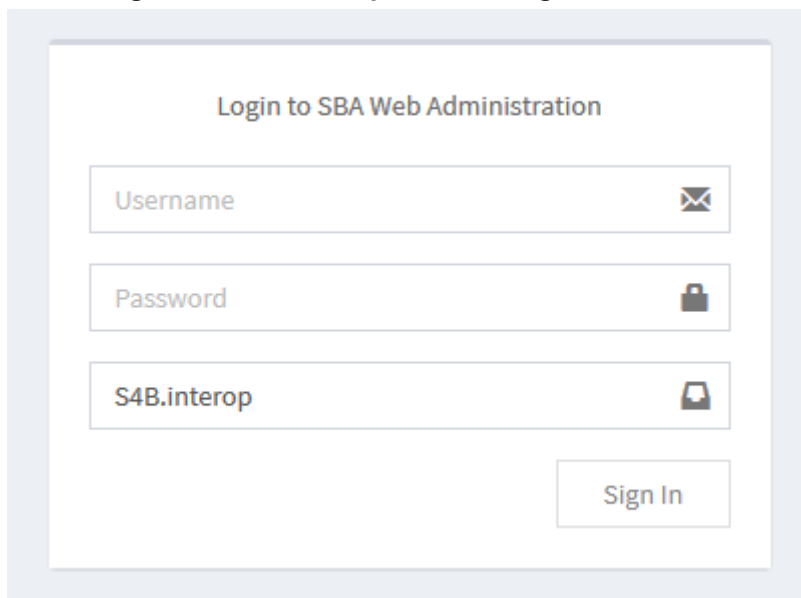 Login to SBA Web Administration
Username
Password
S4B.interop
Sign In